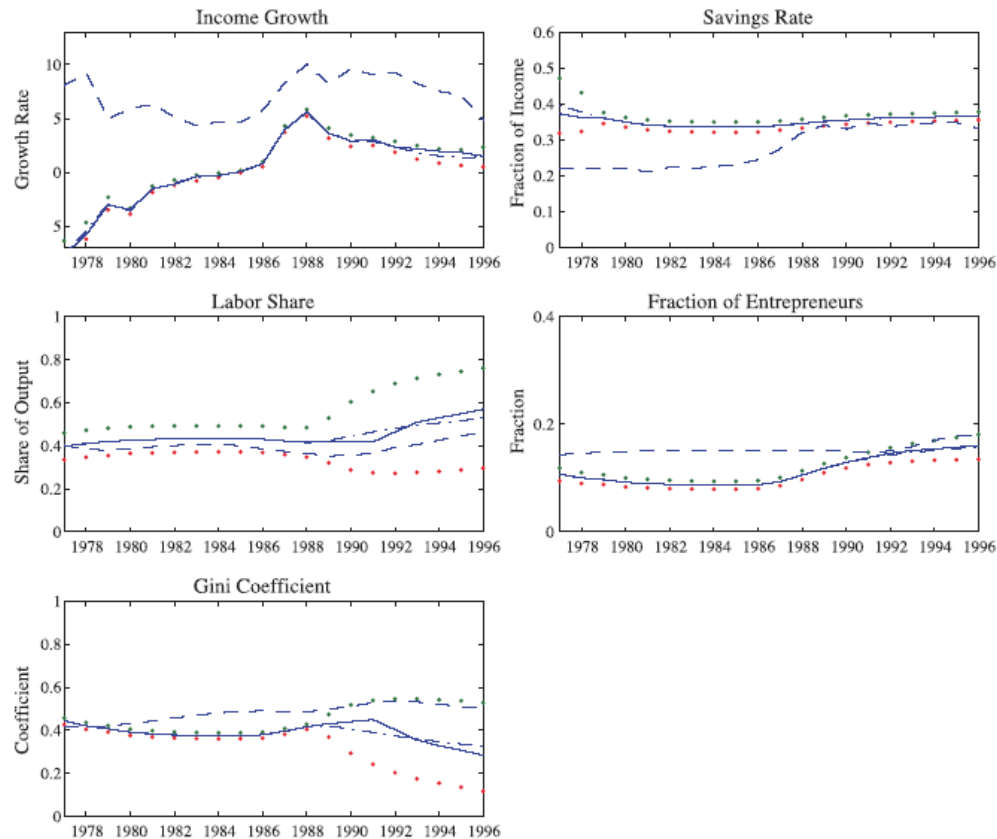 Income Growth
Growth Rate
10
5
0
5
1978 1980 1982 1984 1986 1988 1990 1992 1994 1996
Savings Rate
Fraction of Income
0.6
0.5
0.4
0.3
0.2
0.1
0
1978 1980 1982 1984 1986 1988 1990 1992 1994 1996
Labor Share
Share of Output
1
0.8
0.6
0.4
0.2
0
1978 1980 1982 1984 1986 1988 1990 1992 1994 1996
Fraction of Entrepreneurs
Fraction
0.4
0.2
0
1978 1980 1982 1984 1986 1988 1990 1992 1994 1996
Gini Coefficient
Coefficient
1
0.8
0.6
0.4
0.2
0
1978 1980 1982 1984 1986 1988 1990 1992 1994 1996